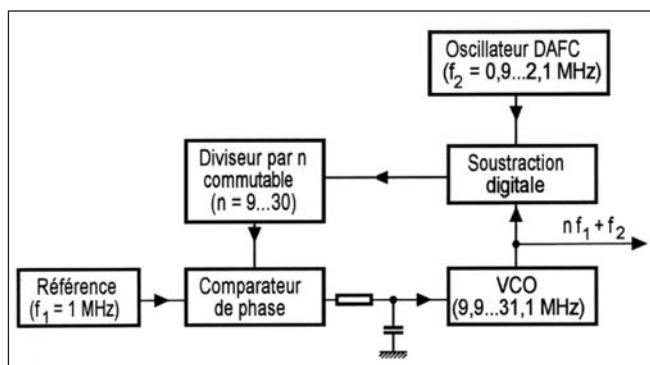 Oscillateur DAFC
(f₂ = 0,9...2,1 MHz)
Diviseur par n
commutable
(n = 9...30)
Soustraction
digitale
n f₁ + f₂
Référence
(f₁ = 1 MHz)
Comparateur
de phase
VCO
(9,9...31,1 MHz)